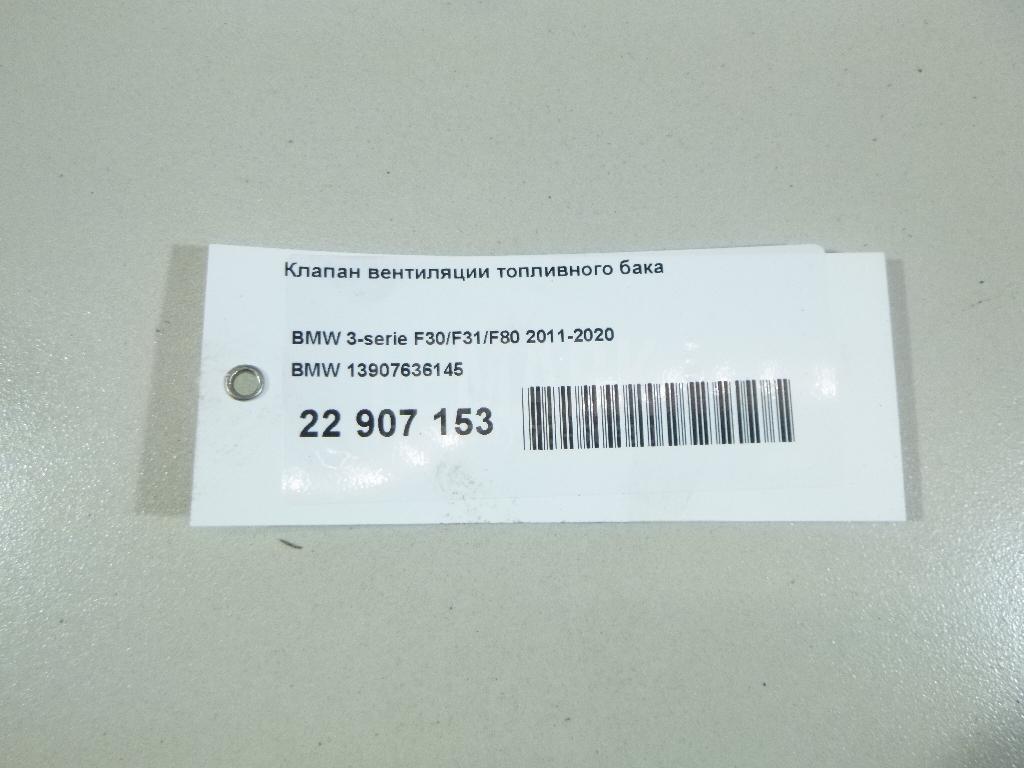 Клапан вентиляции топливного бака
BMW 3-serie F30/F31/F80 2011-2020
BMW 13907636145
22 907 153